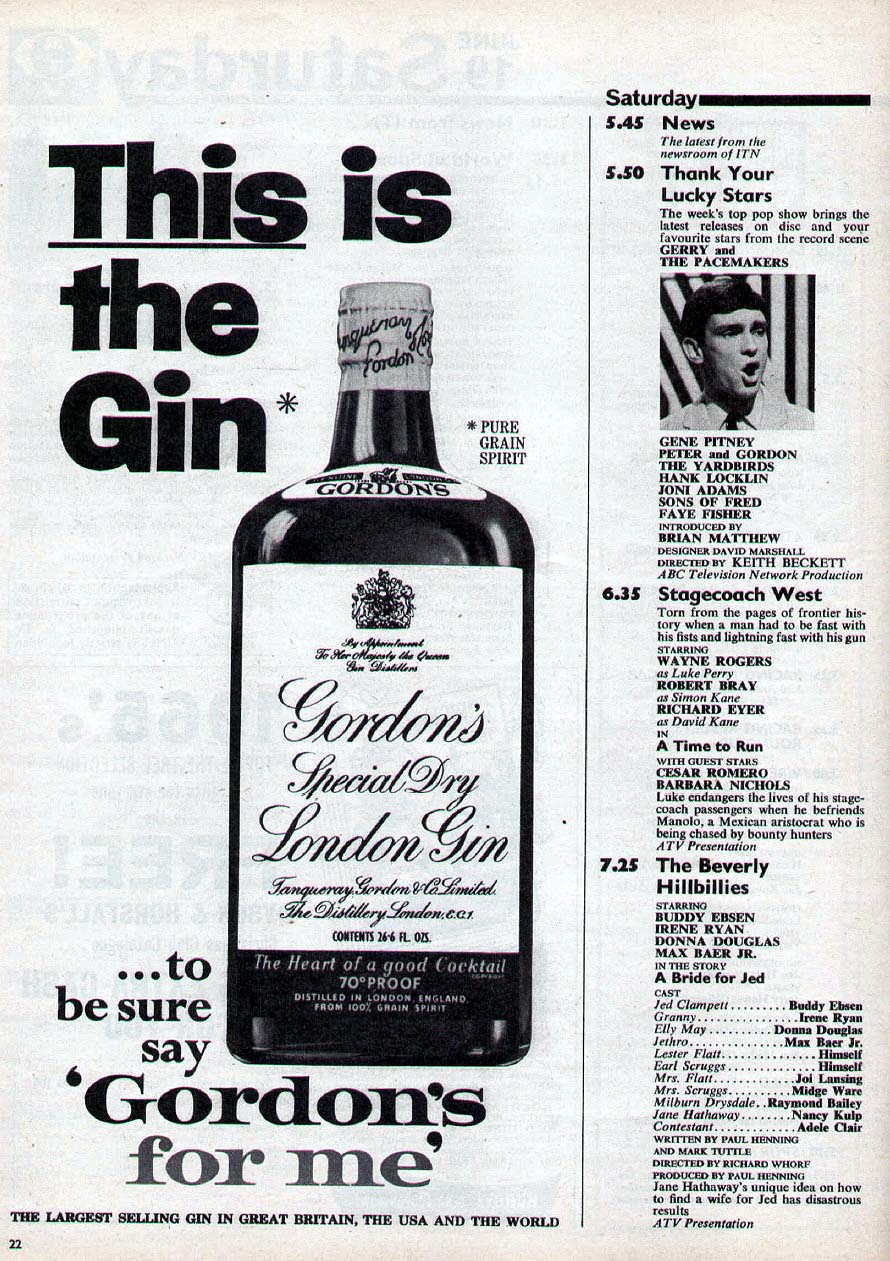 This is
the
Gin*
* PURE
GRAIN
SPIRIT
Tanqueray
Gordon
GENUINE LONDON
GORDON'S
By Appointment
To Her Majesty the Queen
Gin Distillers
Gordon's
Special Dry
London Gin
Tanqueray, Gordon & Co. Limited.
The Distillery, London, E.C.1.
CONTENTS 26·6 FL. OZS.
The Heart of a good Cocktail
COPYRIGHT
70° PROOF
DISTILLED IN LONDON, ENGLAND
FROM 100% GRAIN SPIRIT
...to
be sure
say
'Gordon's
for me'
THE LARGEST SELLING GIN IN GREAT BRITAIN, THE USA AND THE WORLD
22
Saturday
5.45 News
The latest from the
newsroom of ITN
5.50 Thank Your
Lucky Stars
The week's top pop show brings the
latest releases on disc and your
favourite stars from the record scene
GERRY and
THE PACEMAKERS
GENE PITNEY
PETER and GORDON
THE YARDBIRDS
HANK LOCKLIN
JONI ADAMS
SONS OF FRED
FAYE FISHER
INTRODUCED BY
BRIAN MATTHEW
DESIGNER DAVID MARSHALL
DIRECTED BY KEITH BECKETT
ABC Television Network Production
6.35 Stagecoach West
Torn from the pages of frontier his-
tory when a man had to be fast with
his fists and lightning fast with his gun
STARRING
WAYNE ROGERS
as Luke Perry
ROBERT BRAY
as Simon Kane
RICHARD EYER
as David Kane
IN
A Time to Run
WITH GUEST STARS
CESAR ROMERO
BARBARA NICHOLS
Luke endangers the lives of his stage-
coach passengers when he befriends
Manolo, a Mexican aristocrat who is
being chased by bounty hunters
ATV Presentation
7.25 The Beverly
Hillbillies
STARRING
BUDDY EBSEN
IRENE RYAN
DONNA DOUGLAS
MAX BAER JR.
IN THE STORY
A Bride for Jed
CAST
Jed Clampett.........Buddy Ebsen
Granny................Irene Ryan
Elly May..........Donna Douglas
Jethro..............Max Baer Jr.
Lester Flatt..............Himself
Earl Scruggs..............Himself
Mrs. Flatt............Joi Lansing
Mrs. Scruggs.........Midge Ware
Milburn Drysdale..Raymond Bailey
Jane Hathaway........Nancy Kulp
Contestant............Adele Clair
WRITTEN BY PAUL HENNING
AND MARK TUTTLE
DIRECTED BY RICHARD WHORF
PRODUCED BY PAUL HENNING
Jane Hathaway's unique idea on how
to find a wife for Jed has disastrous
results
ATV Presentation